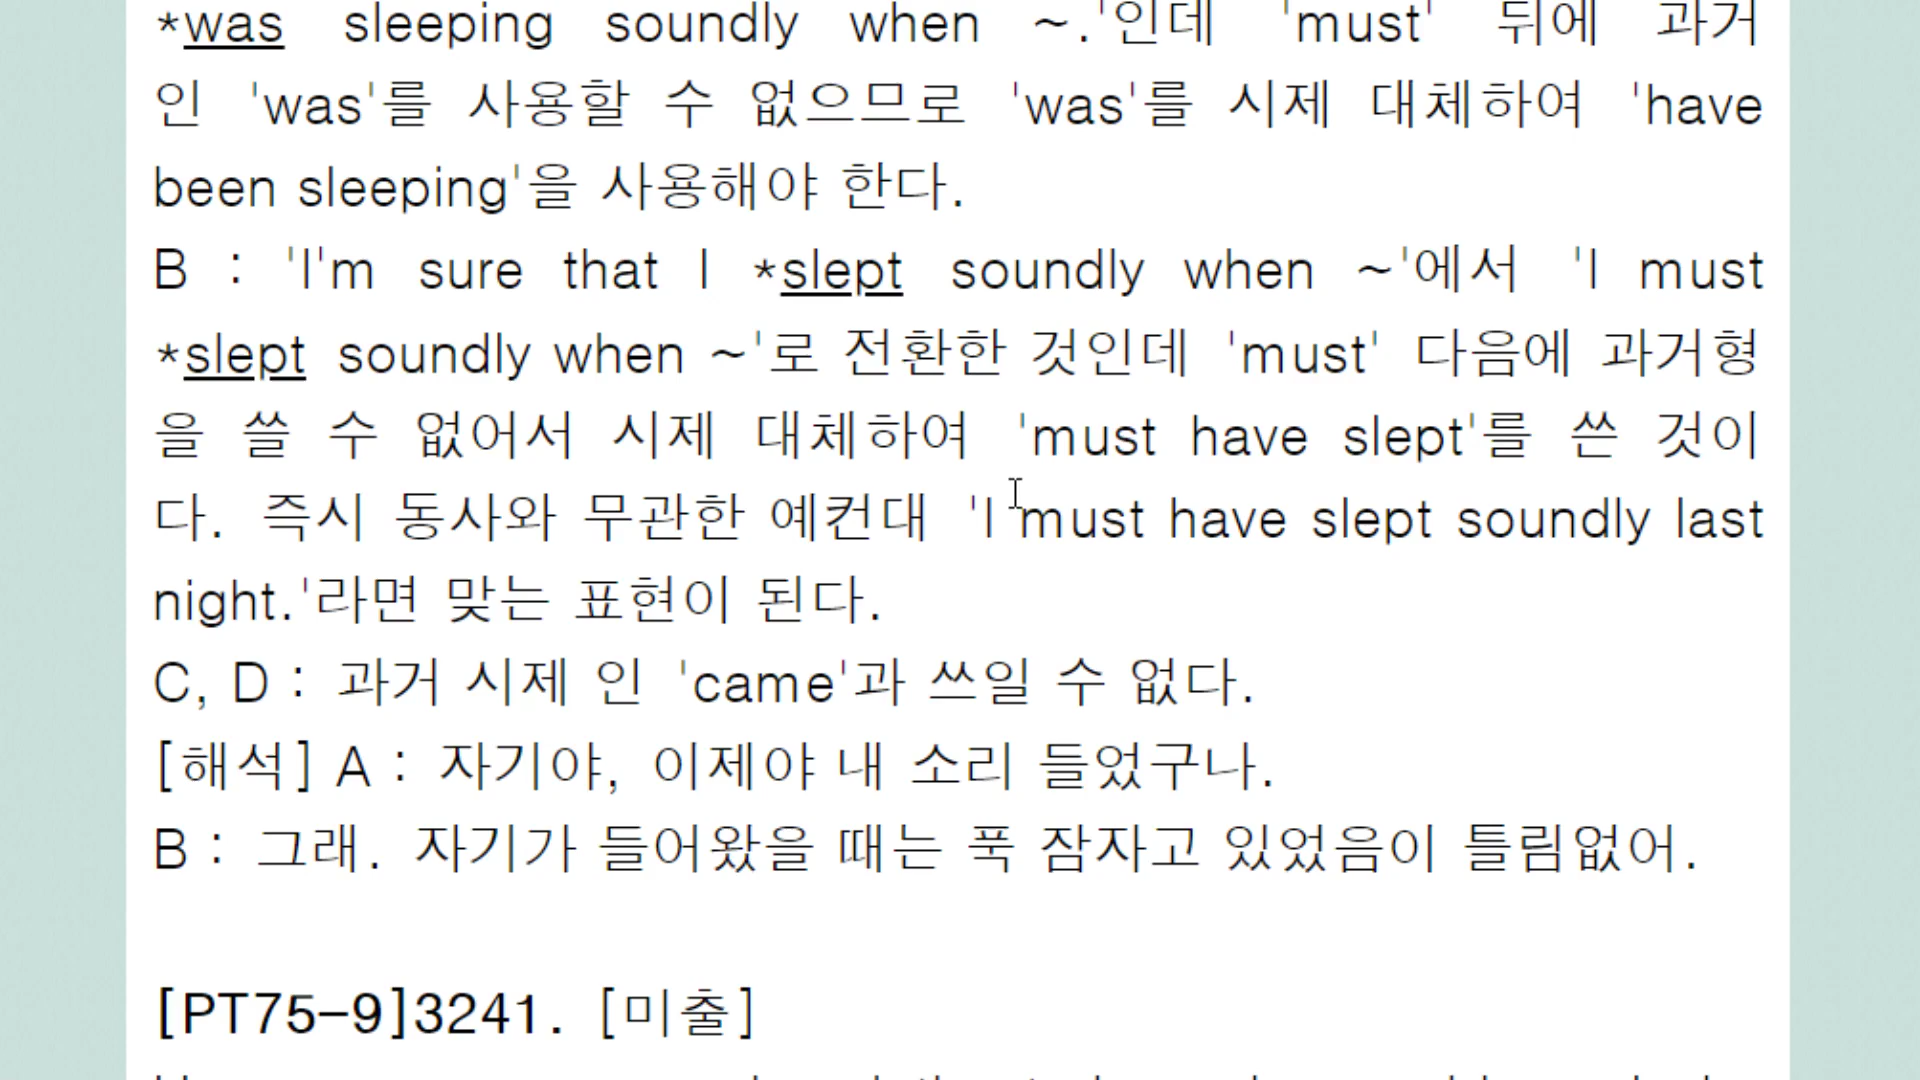 *was sleeping soundly when ~.'인데 'must' 뒤에 과거
인 'was'를 사용할 수 없으므로 'was'를 시제 대체하여 'have
been sleeping'을 사용해야 한다.
B : 'I'm sure that I *slept soundly when ~'에서 'I must
*slept soundly when ~'로 전환한 것인데 'must' 다음에 과거형
을 쓸 수 없어서 시제 대체하여 'must have slept'를 쓴 것이
다. 즉시 동사와 무관한 예컨대 'I must have slept soundly last
night.'라면 맞는 표현이 된다.
C, D : 과거 시제 인 'came'과 쓰일 수 없다.
[해석] A : 자기야, 이제야 내 소리 들었구나.
B : 그래. 자기가 들어왔을 때는 푹 잠자고 있었음이 틀림없어.
[PT75-9]3241. [미출]